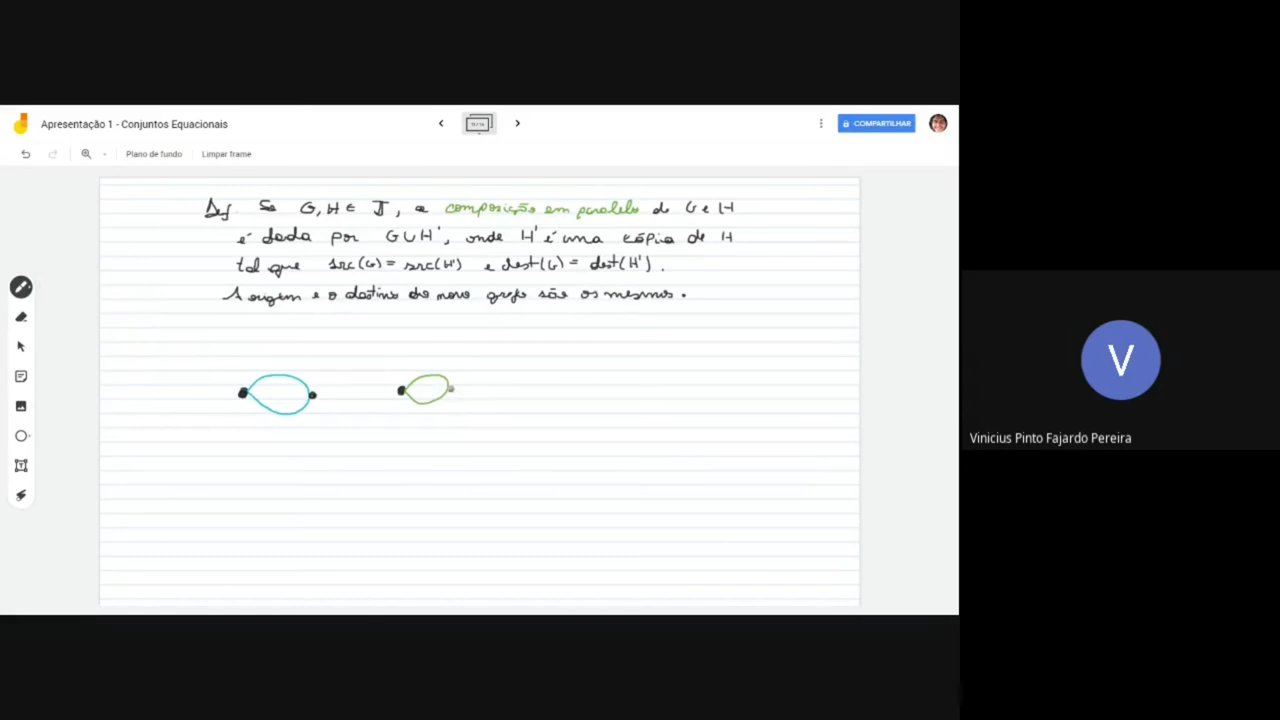 Apresentação 1 - Conjuntos Equacionais
COMPARTILHAR
Plano de fundo
Limpar frame
Def Se G, H ∈ J, a composição em paralelo de G e H
é dada por G ∪ H', onde H' é uma cópia de H
tal que src(G) = src(H') e dest(G) = dest(H').
A origem e o destino do novo grafo são os mesmos.
V
Vinicius Pinto Fajardo Pereira